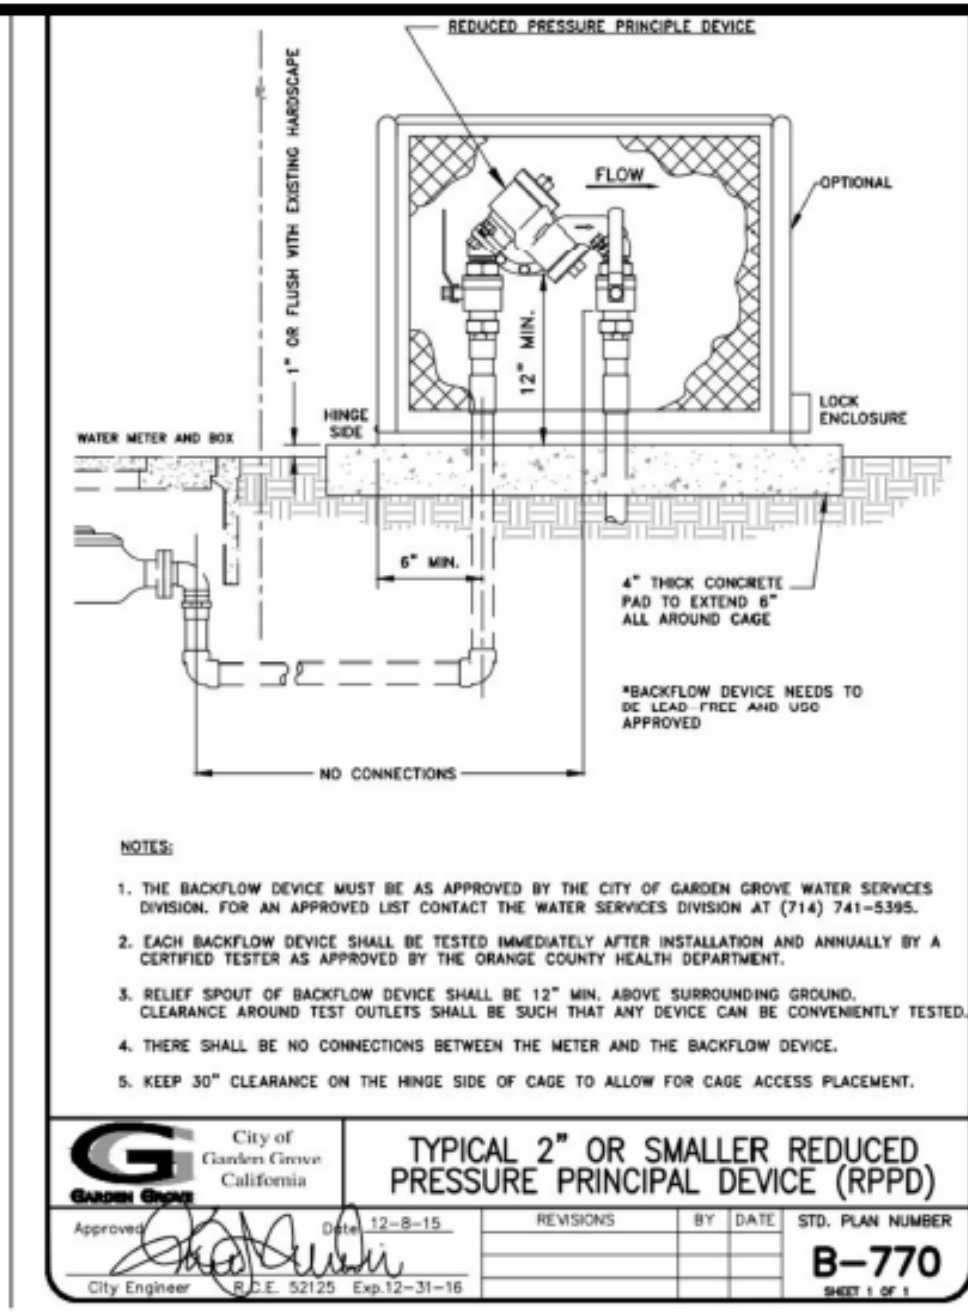 REDUCED PRESSURE PRINCIPLE DEVICE
1" OR FLUSH WITH EXISTING HARDSCAPE
FLOW
OPTIONAL
12" MIN.
HINGE
SIDE
LOCK
ENCLOSURE
WATER METER AND BOX
6" MIN.
4" THICK CONCRETE
PAD TO EXTEND 6"
ALL AROUND CAGE
*BACKFLOW DEVICE NEEDS TO
BE LEAD-FREE AND USC
APPROVED
NO CONNECTIONS
NOTES:
1. THE BACKFLOW DEVICE MUST BE AS APPROVED BY THE CITY OF GARDEN GROVE WATER SERVICES
DIVISION. FOR AN APPROVED LIST CONTACT THE WATER SERVICES DIVISION AT (714) 741-5395.
2. EACH BACKFLOW DEVICE SHALL BE TESTED IMMEDIATELY AFTER INSTALLATION AND ANNUALLY BY A
CERTIFIED TESTER AS APPROVED BY THE ORANGE COUNTY HEALTH DEPARTMENT.
3. RELIEF SPOUT OF BACKFLOW DEVICE SHALL BE 12" MIN. ABOVE SURROUNDING GROUND.
CLEARANCE AROUND TEST OUTLETS SHALL BE SUCH THAT ANY DEVICE CAN BE CONVENIENTLY TESTED.
4. THERE SHALL BE NO CONNECTIONS BETWEEN THE METER AND THE BACKFLOW DEVICE.
5. KEEP 30" CLEARANCE ON THE HINGE SIDE OF CAGE TO ALLOW FOR CAGE ACCESS PLACEMENT.
G
GARDEN GROVE
City of
Garden Grove
California
TYPICAL 2" OR SMALLER REDUCED
PRESSURE PRINCIPAL DEVICE (RPPD)
Approved Date 12-8-15
City Engineer R.C.E. 52125 Exp.12-31-16
REVISIONS BY DATE
STD. PLAN NUMBER
B-770
SHEET 1 OF 1